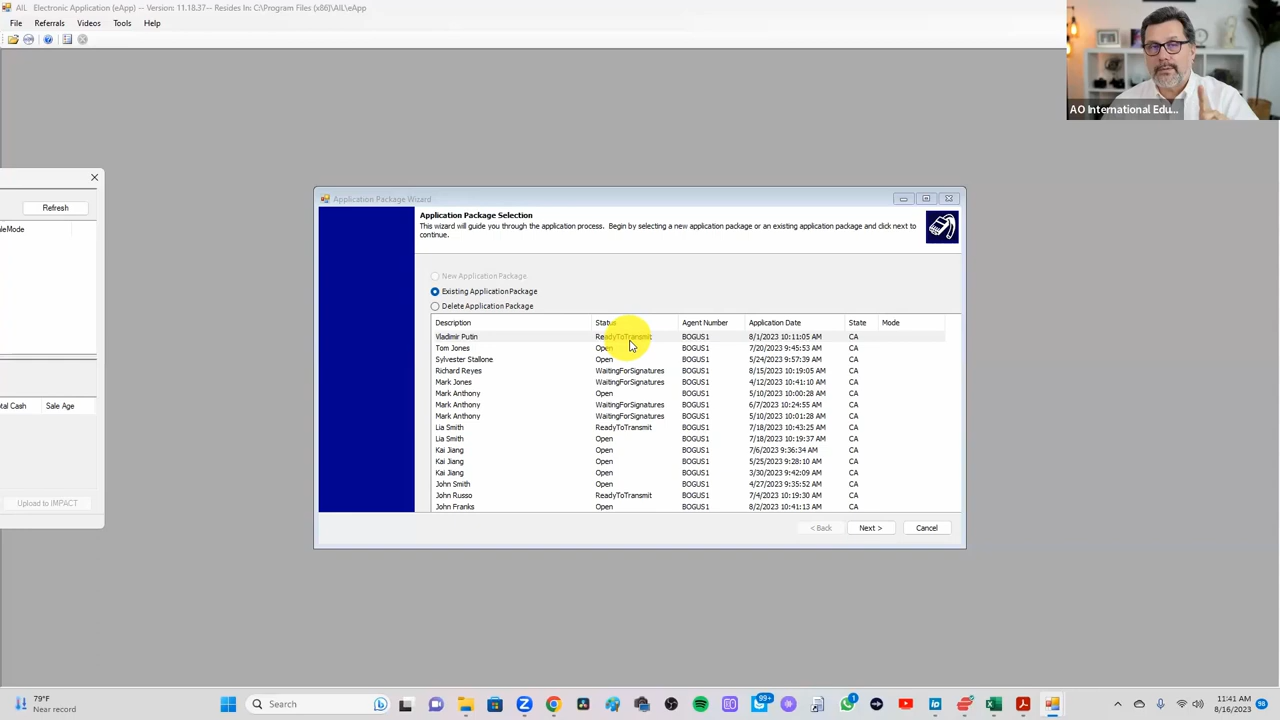 AIL Electronic Application (eApp) -- Version: 11.18.37-- Resides In: C:\Program Files (x86)\AIL\eApp
File Referrals Videos Tools Help
AO International Edu...
Refresh
leMode
Application Package Wizard
Application Package Selection
This wizard will guide you through the application process. Begin by selecting a new application package or an existing application package and click next to
continue.
New Application Package
Existing Application Package
Delete Application Package
Description Status Agent Number Application Date State Mode
Vladimir Putin ReadyToTransmit BOGUS1 8/1/2023 10:11:05 AM CA
Tom Jones Open BOGUS1 7/20/2023 9:45:53 AM CA
Sylvester Stallone Open BOGUS1 5/24/2023 9:57:39 AM CA
Richard Reyes WaitingForSignatures BOGUS1 8/15/2023 10:19:05 AM CA
Mark Jones WaitingForSignatures BOGUS1 4/12/2023 10:41:10 AM CA
Mark Anthony Open BOGUS1 5/10/2023 10:00:28 AM CA
Mark Anthony WaitingForSignatures BOGUS1 6/7/2023 10:24:55 AM CA
Mark Anthony WaitingForSignatures BOGUS1 5/10/2023 10:01:28 AM CA
Lia Smith ReadyToTransmit BOGUS1 7/18/2023 10:43:25 AM CA
Lia Smith Open BOGUS1 7/18/2023 10:19:37 AM CA
Kai Jiang Open BOGUS1 7/6/2023 9:36:34 AM CA
Kai Jiang Open BOGUS1 5/25/2023 9:28:10 AM CA
Kai Jiang Open BOGUS1 3/30/2023 9:42:09 AM CA
John Smith Open BOGUS1 4/27/2023 9:35:52 AM CA
John Russo ReadyToTransmit BOGUS1 7/4/2023 10:19:30 AM CA
John Franks Open BOGUS1 8/2/2023 10:41:13 AM CA
tal Cash Sale Age
Upload to IMPACT
< Back Next > Cancel
79°F
Near record
Search
99+
1
11:41 AM
8/16/2023
98